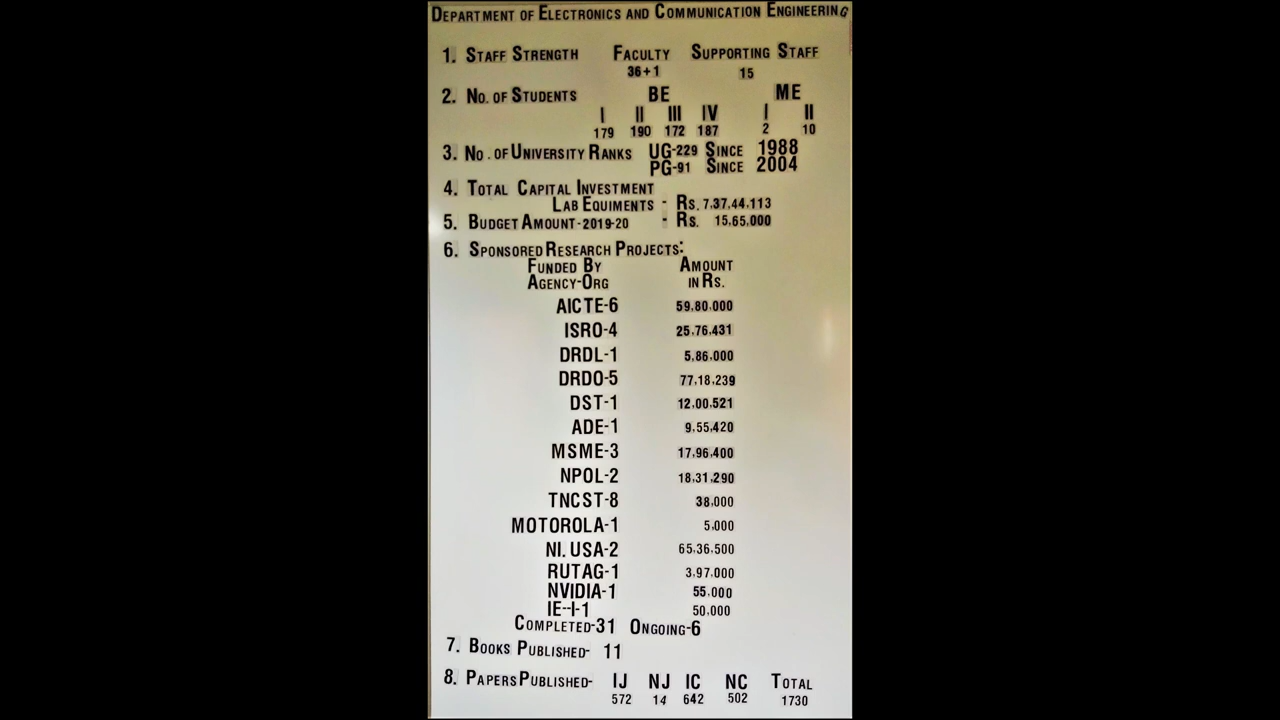 DEPARTMENT OF ELECTRONICS AND COMMUNICATION ENGINEERING
1. STAFF STRENGTH FACULTY SUPPORTING STAFF
36+1 15
2. NO. OF STUDENTS BE ME
I II III IV I II
179 190 172 187 2 10
3. NO. OF UNIVERSITY RANKS UG-229 SINCE 1988
PG-91 SINCE 2004
4. TOTAL CAPITAL INVESTMENT
LAB EQUIMENTS - RS. 7,37,44,113
5. BUDGET AMOUNT-2019-20 - RS. 15,65,000
6. SPONSORED RESEARCH PROJECTS:
FUNDED BY AMOUNT
AGENCY-ORG IN RS.
AICTE-6 59,80,000
ISRO-4 25,76,431
DRDL-1 5,86,000
DRDO-5 77,18,239
DST-1 12,00,521
ADE-1 9,55,420
MSME-3 17,96,400
NPOL-2 18,31,290
TNCST-8 38,000
MOTOROLA-1 5,000
NI. USA-2 65,36,500
RUTAG-1 3,97,000
NVIDIA-1 55,000
IE--I-1 50,000
COMPLETED-31 ONGOING-6
7. BOOKS PUBLISHED- 11
8. PAPERS PUBLISHED- IJ NJ IC NC TOTAL
572 14 642 502 1730